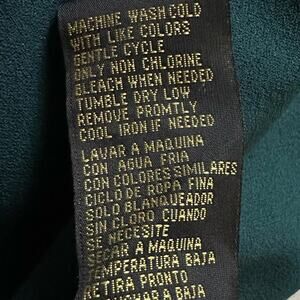 MACHINE WASH COLD
WITH LIKE COLORS
GENTLE CYCLE
ONLY NON CHLORINE
BLEACH WHEN NEEDED
TUMBLE DRY LOW
REMOVE PROMTLY
COOL IRON IF NEEDED
LAVAR A MAQUINA
CON AGUA FRIA
CON COLORES SIMILARES
CICLO DE ROPA FINA
SOLO BLANQUEADOR
SIN CLORO CUANDO
SE NECESITE
SECAR A MAQUINA
TEMPERATURA BAJA
RETIRA PRONTO
A BAJA